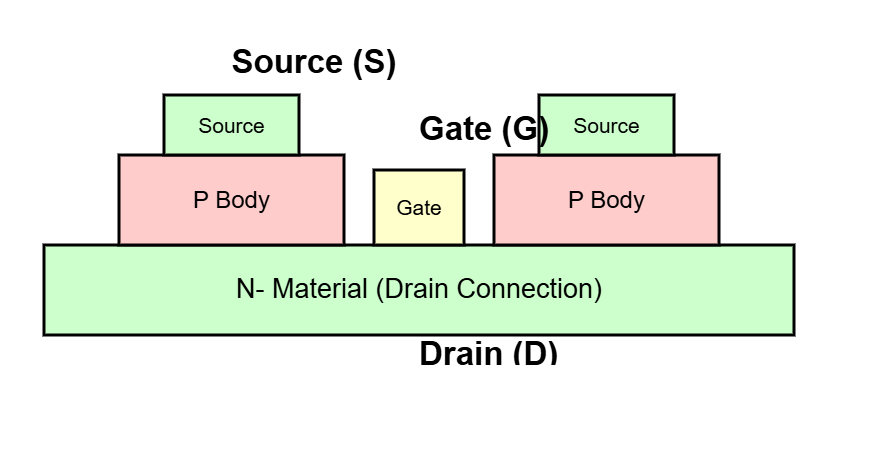 Source (S)
Source
Gate (G)
Source
P Body
Gate
P Body
N- Material (Drain Connection)
Drain (D)